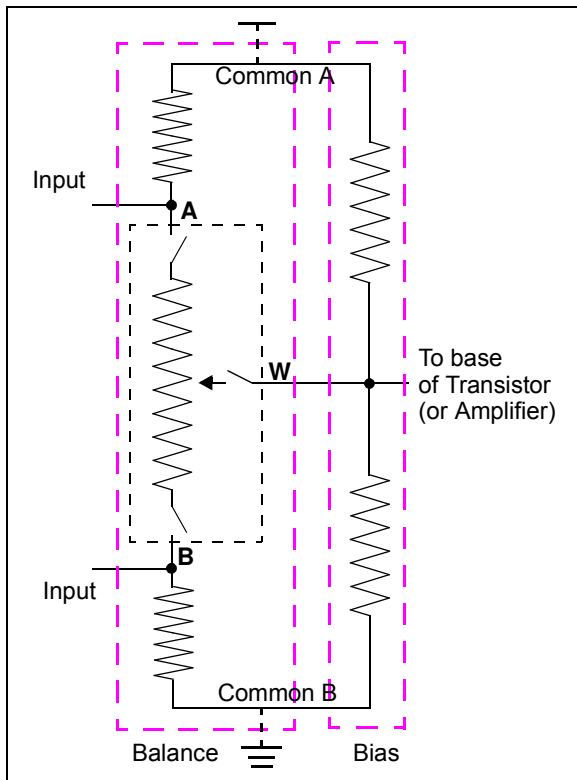 Common A
Input
A
W
To base
of Transistor
(or Amplifier)
B
Input
Common B
Balance
Bias